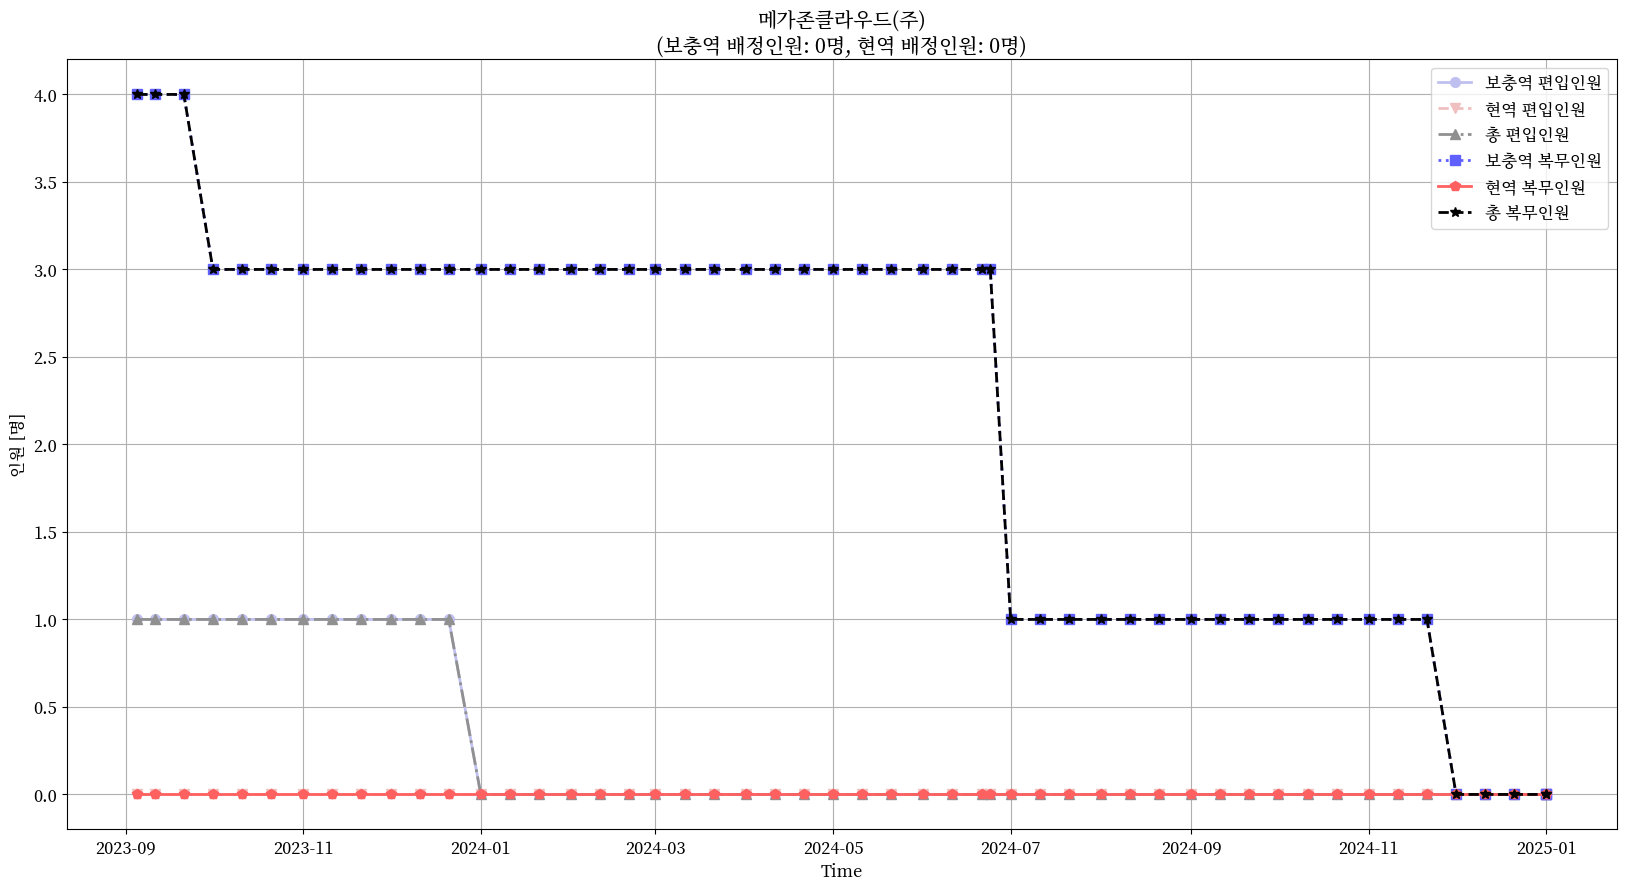 메가존클라우드(주)
(보충역 배정인원: 0명, 현역 배정인원: 0명)
보충역 편입인원
현역 편입인원
총 편입인원
보충역 복무인원
현역 복무인원
총 복무인원
인원 [명]
4.0
3.5
3.0
2.5
2.0
1.5
1.0
0.5
0.0
2023-09
2023-11
2024-01
2024-03
2024-05
2024-07
2024-09
2024-11
2025-01
Time